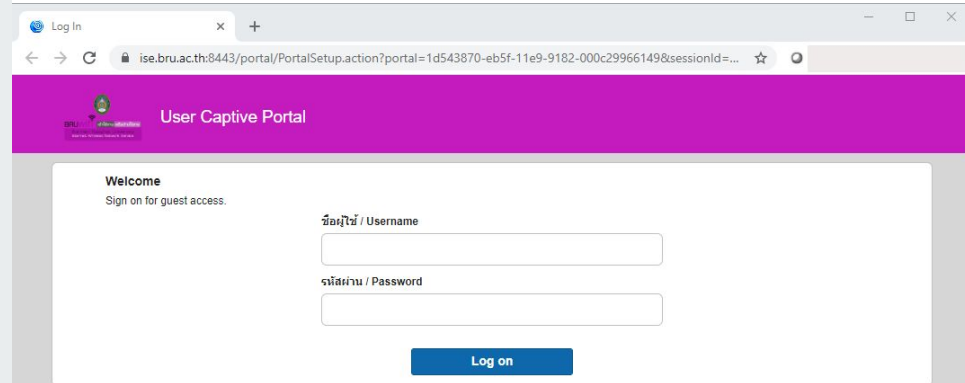 Log In
ise.bru.ac.th:8443/portal/PortalSetup.action?portal=1d543870-eb5f-11e9-9182-000c29966149&sessionId=...
BRU
User Captive Portal
Welcome
Sign on for guest access.
ชื่อผู้ใช้ / Username
รหัสผ่าน / Password
Log on